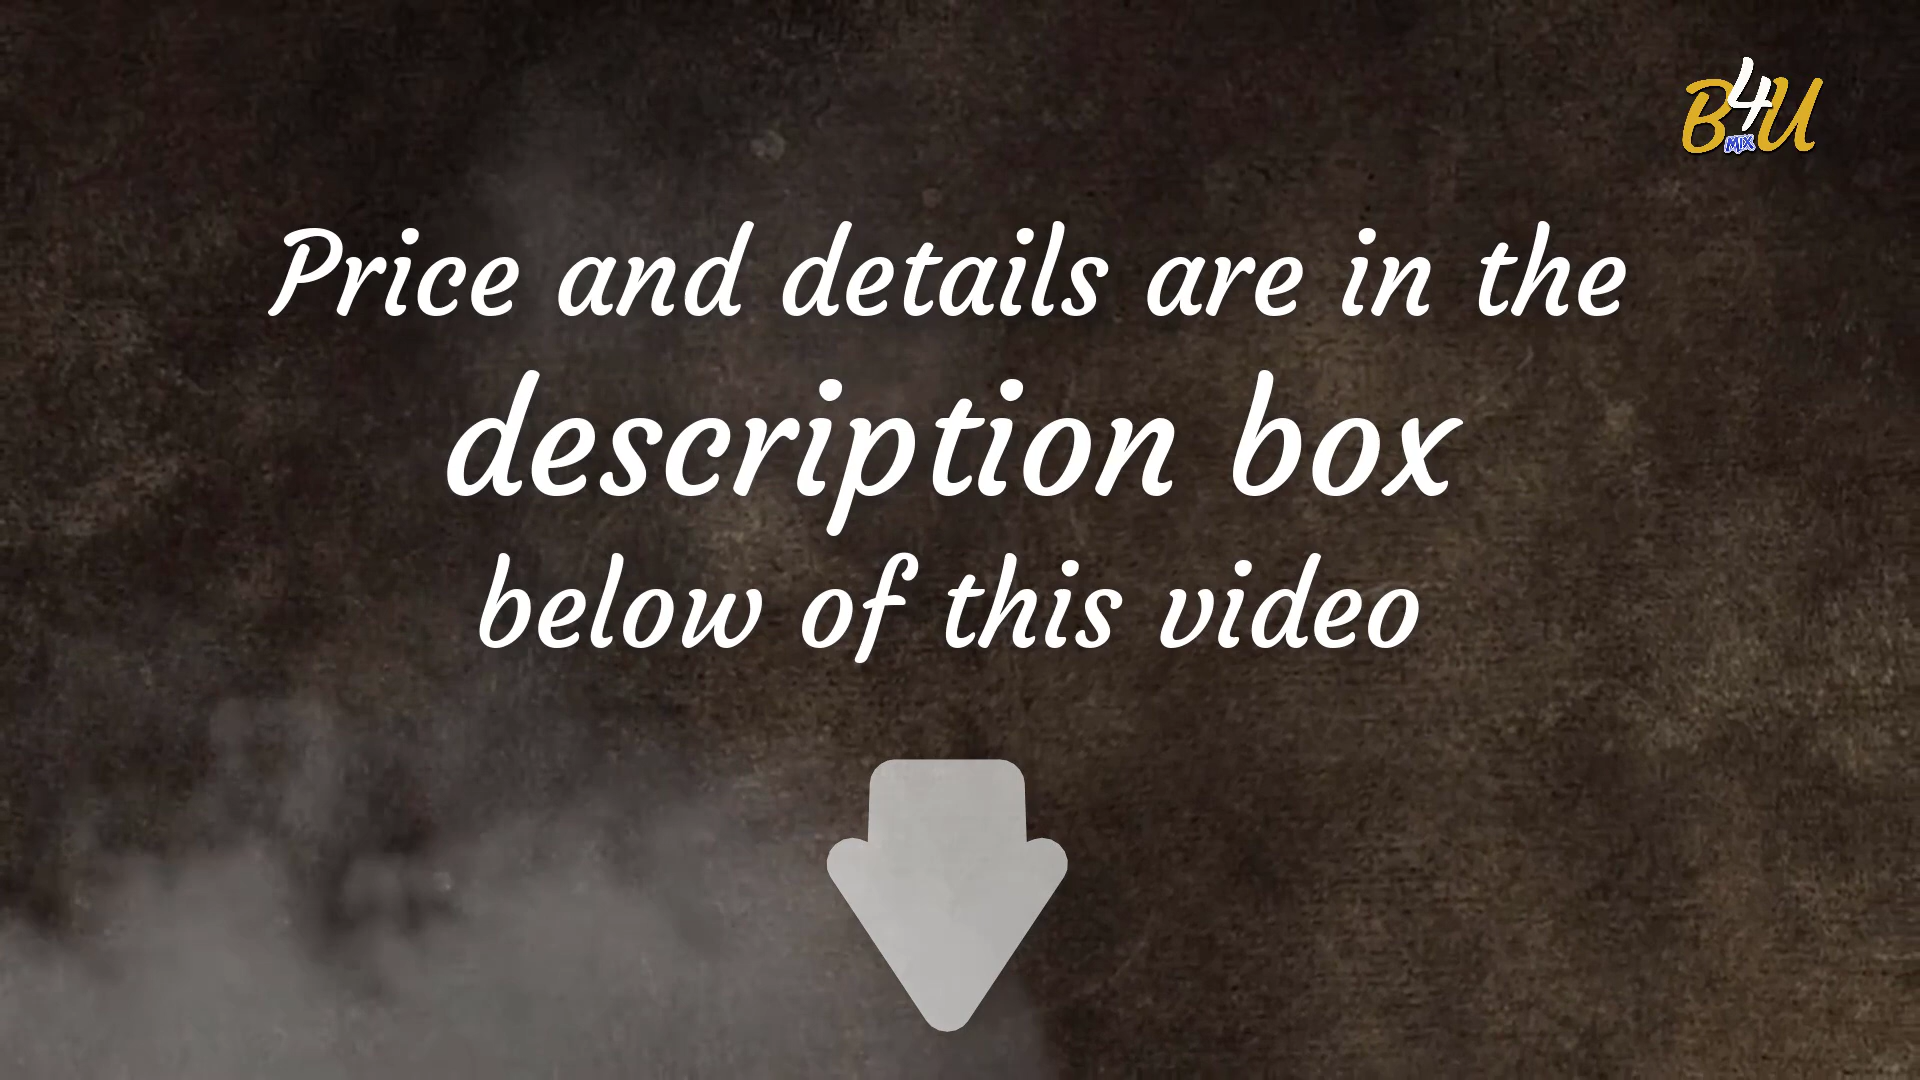 B4U
MIX
Price and details are in the
description box
below of this video